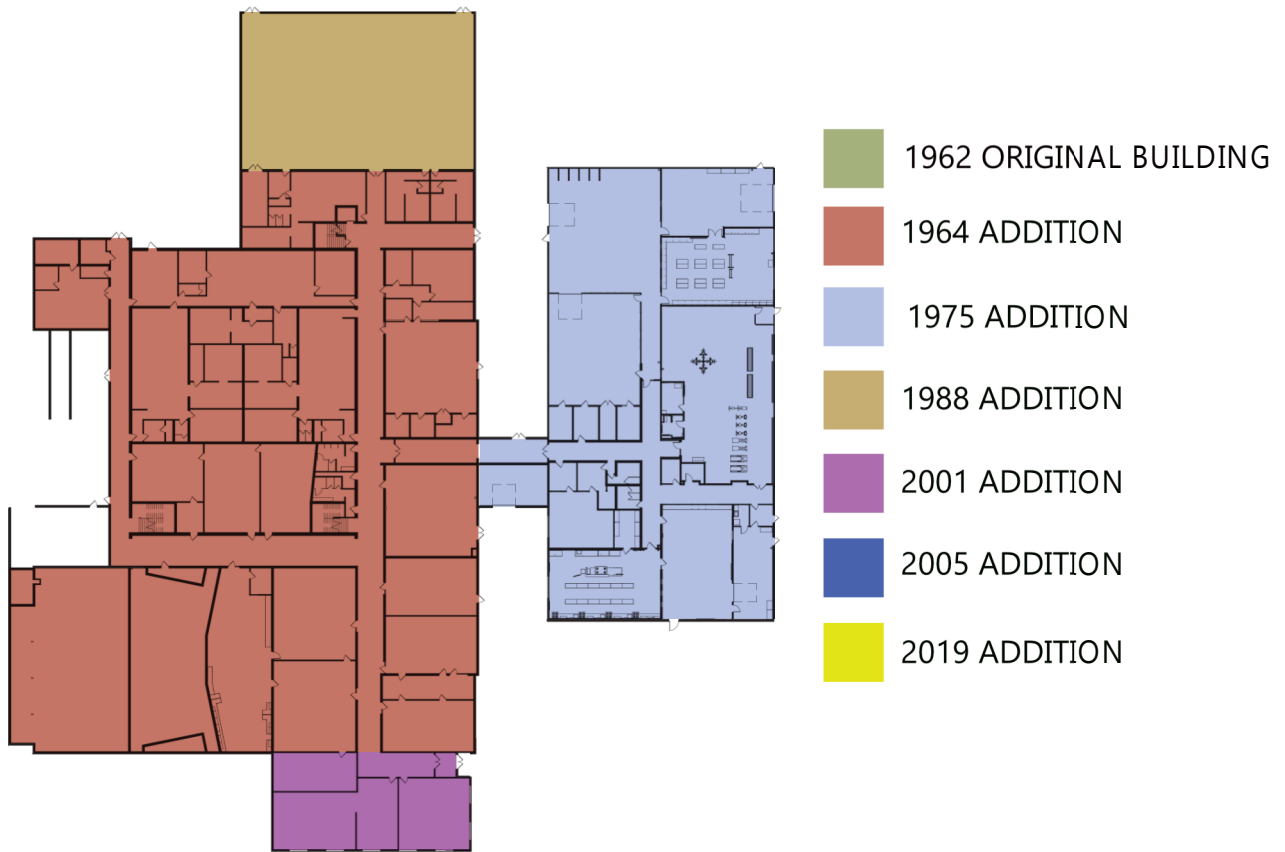 1962 ORIGINAL BUILDING
1964 ADDITION
1975 ADDITION
1988 ADDITION
2001 ADDITION
2005 ADDITION
2019 ADDITION